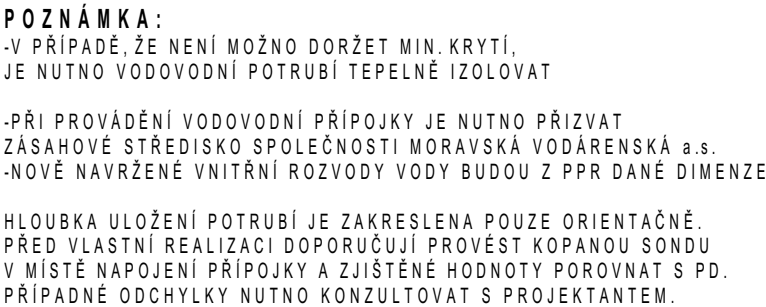 POZNÁMKA:
-V PŘÍPADĚ, ŽE NENÍ MOŽNO DORŽET MIN. KRYTÍ,
JE NUTNO VODOVODNÍ POTRUBÍ TEPELNĚ IZOLOVAT
-PŘI PROVÁDĚNÍ VODOVODNÍ PŘÍPOJKY JE NUTNO PŘIZVAT
ZÁSAHOVÉ STŘEDISKO SPOLEČNOSTI MORAVSKÁ VODÁRENSKÁ a.s.
-NOVĚ NAVRŽENÉ VNITŘNÍ ROZVODY VODY BUDOU Z PPR DANÉ DIMENZE
HLOUBKA ULOŽENÍ POTRUBÍ JE ZAKRESLENA POUZE ORIENTAČNĚ.
PŘED VLASTNÍ REALIZACI DOPORUČUJÍ PROVÉST KOPANOU SONDU
V MÍSTĚ NAPOJENÍ PŘÍPOJKY A ZJIŠTĚNÉ HODNOTY POROVNAT S PD.
PŘÍPADNÉ ODCHYLKY NUTNO KONZULTOVAT S PROJEKTANTEM.